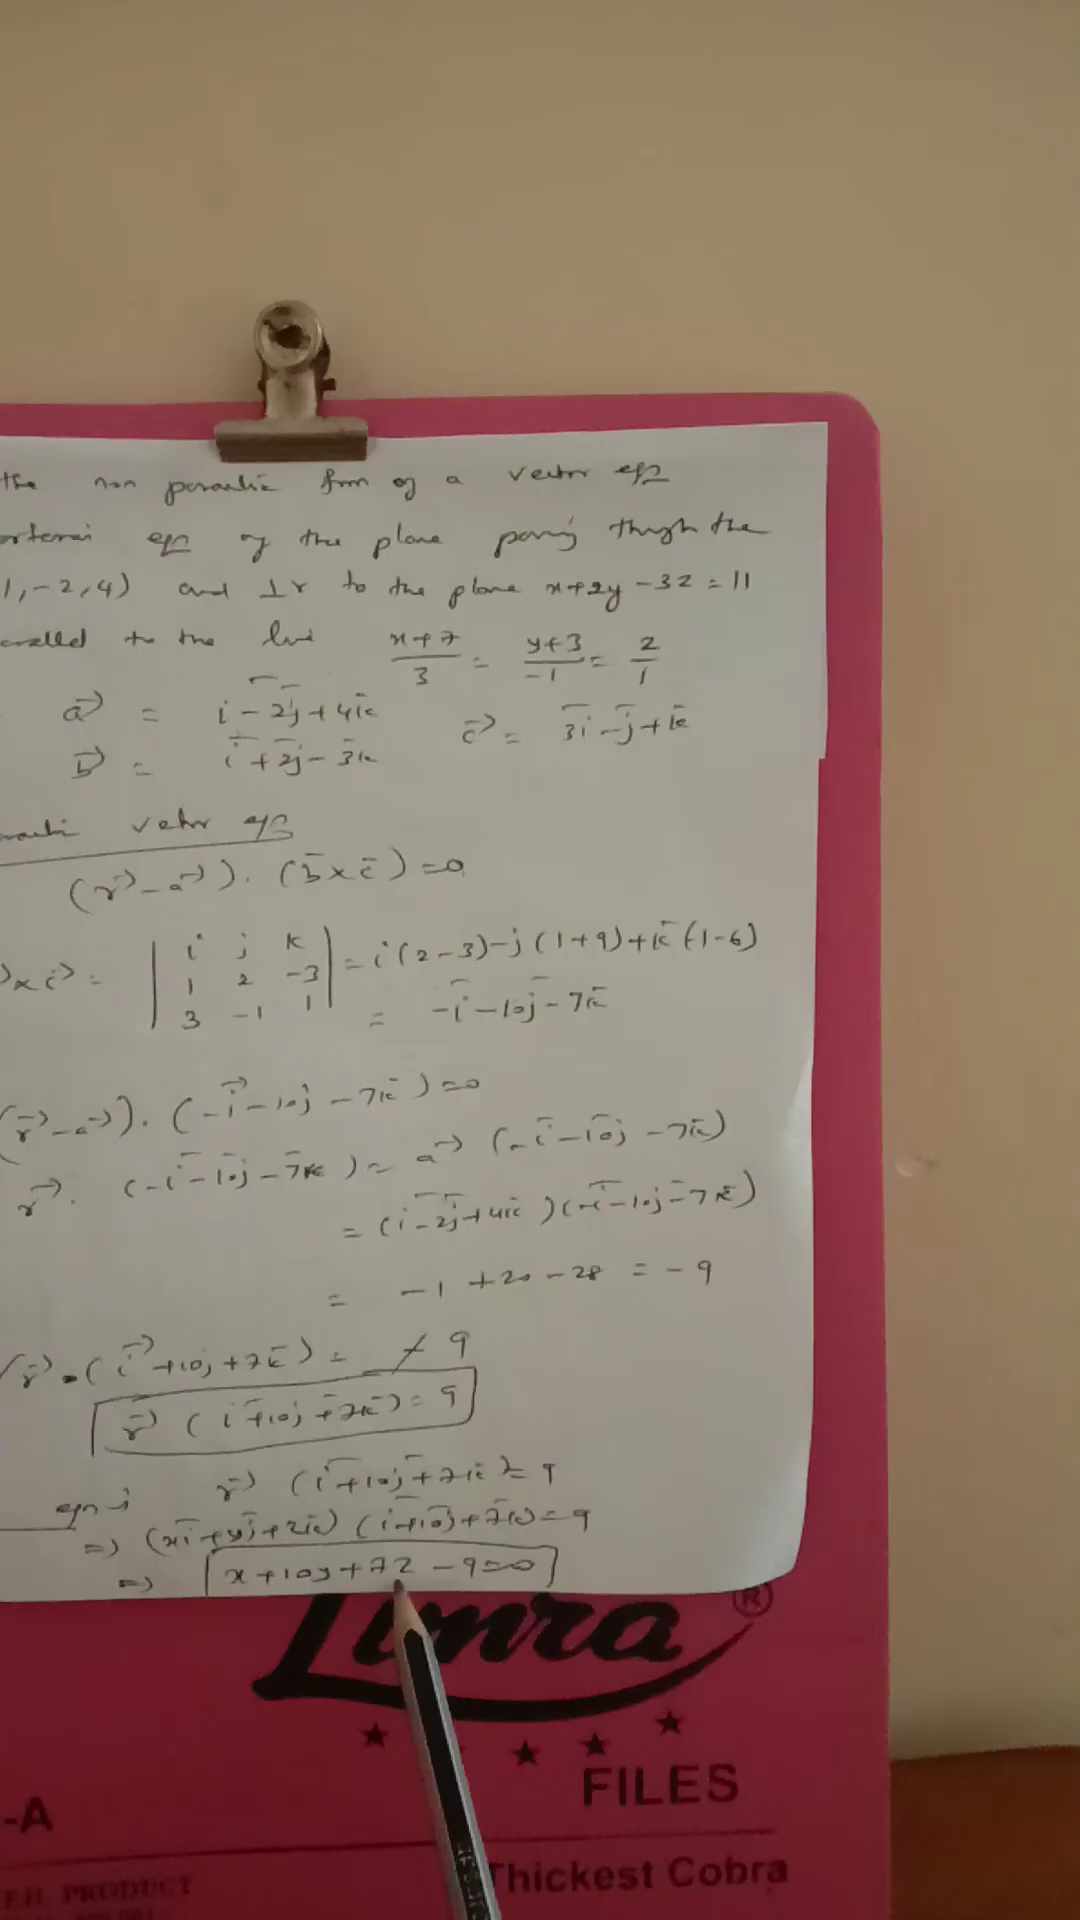 the non parametic form of a vector eqn
cartesian eqn of the plane passing through the
1, -2, 4) and ⊥r to the plane x+2y-3z = 11
parallel to the line x+7/3 = y+3/-1 = z/1
a = i - 2j + 4k c = 3i - j + k
b = i + 2j - 3k
vector eqn
(r - a). (b x c) = 0
x c = | i j k | = i(2-3) - j(1+9) + k(-1-6)
1 2 -3
3 -1 1
= -i - 10j - 7k
(r - a). (-i - 10j - 7k) = 0
r. (-i - 10j - 7k) = a (-i - 10j - 7k)
= (i - 2j + 4k)(-i - 10j - 7k)
= -1 + 20 - 28 = -9
r . (i + 10j + 7k) = 9
r (i + 10j + 7k) = 9
eqn r (i + 10j + 7k) = 9
=> (xi + yj + zk) (i + 10j + 7k) = 9
=> x + 10y + 7z - 9 = 0
Limra ®
FILES
-A
Thickest Cobra
PRODUCT